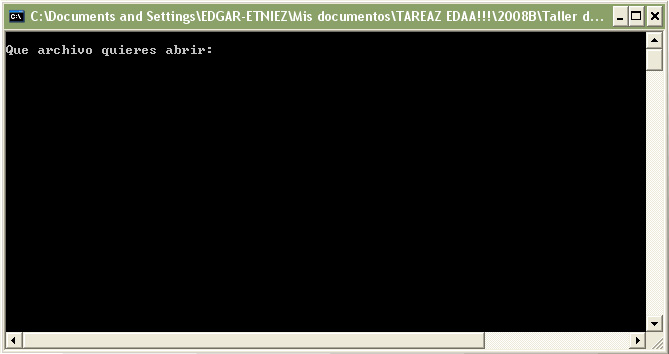 C:\Documents and Settings\EDGAR-ETNIEZ\Mis documentos\TAREAZ EDAA!!!\2008B\Taller d...
Que archivo quieres abrir: